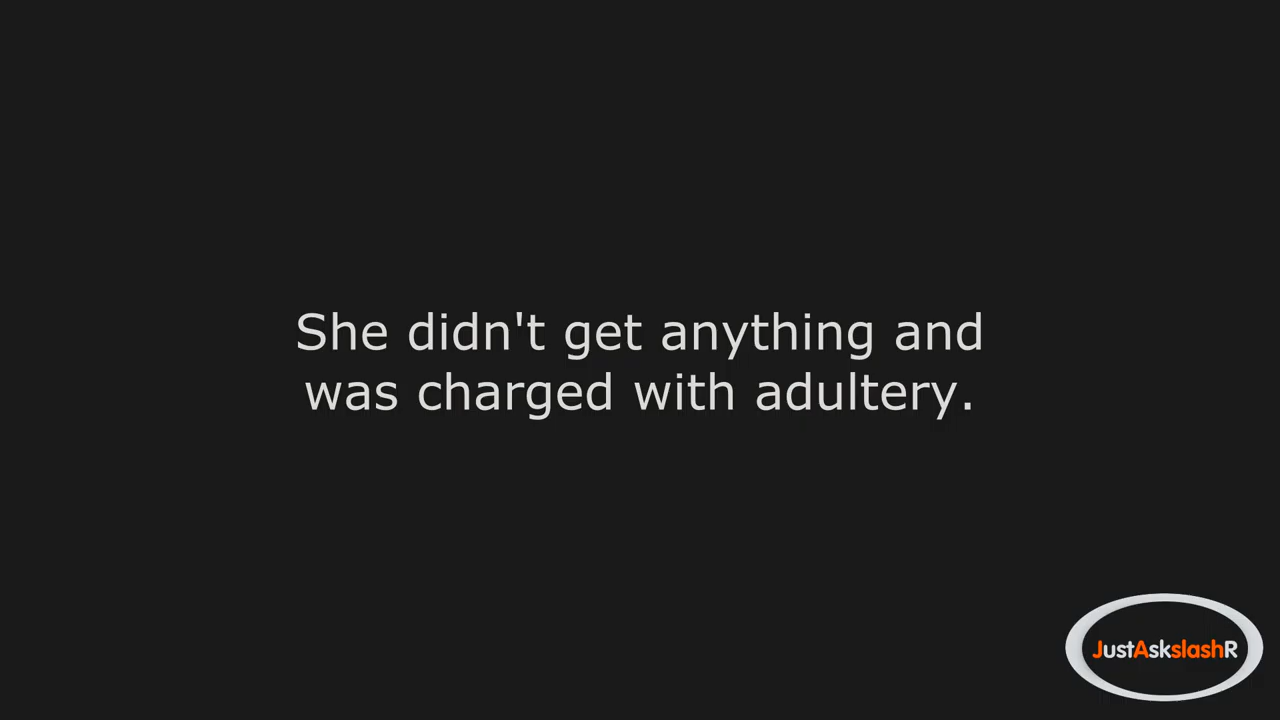 She didn't get anything and
was charged with adultery.
JustAskslashR